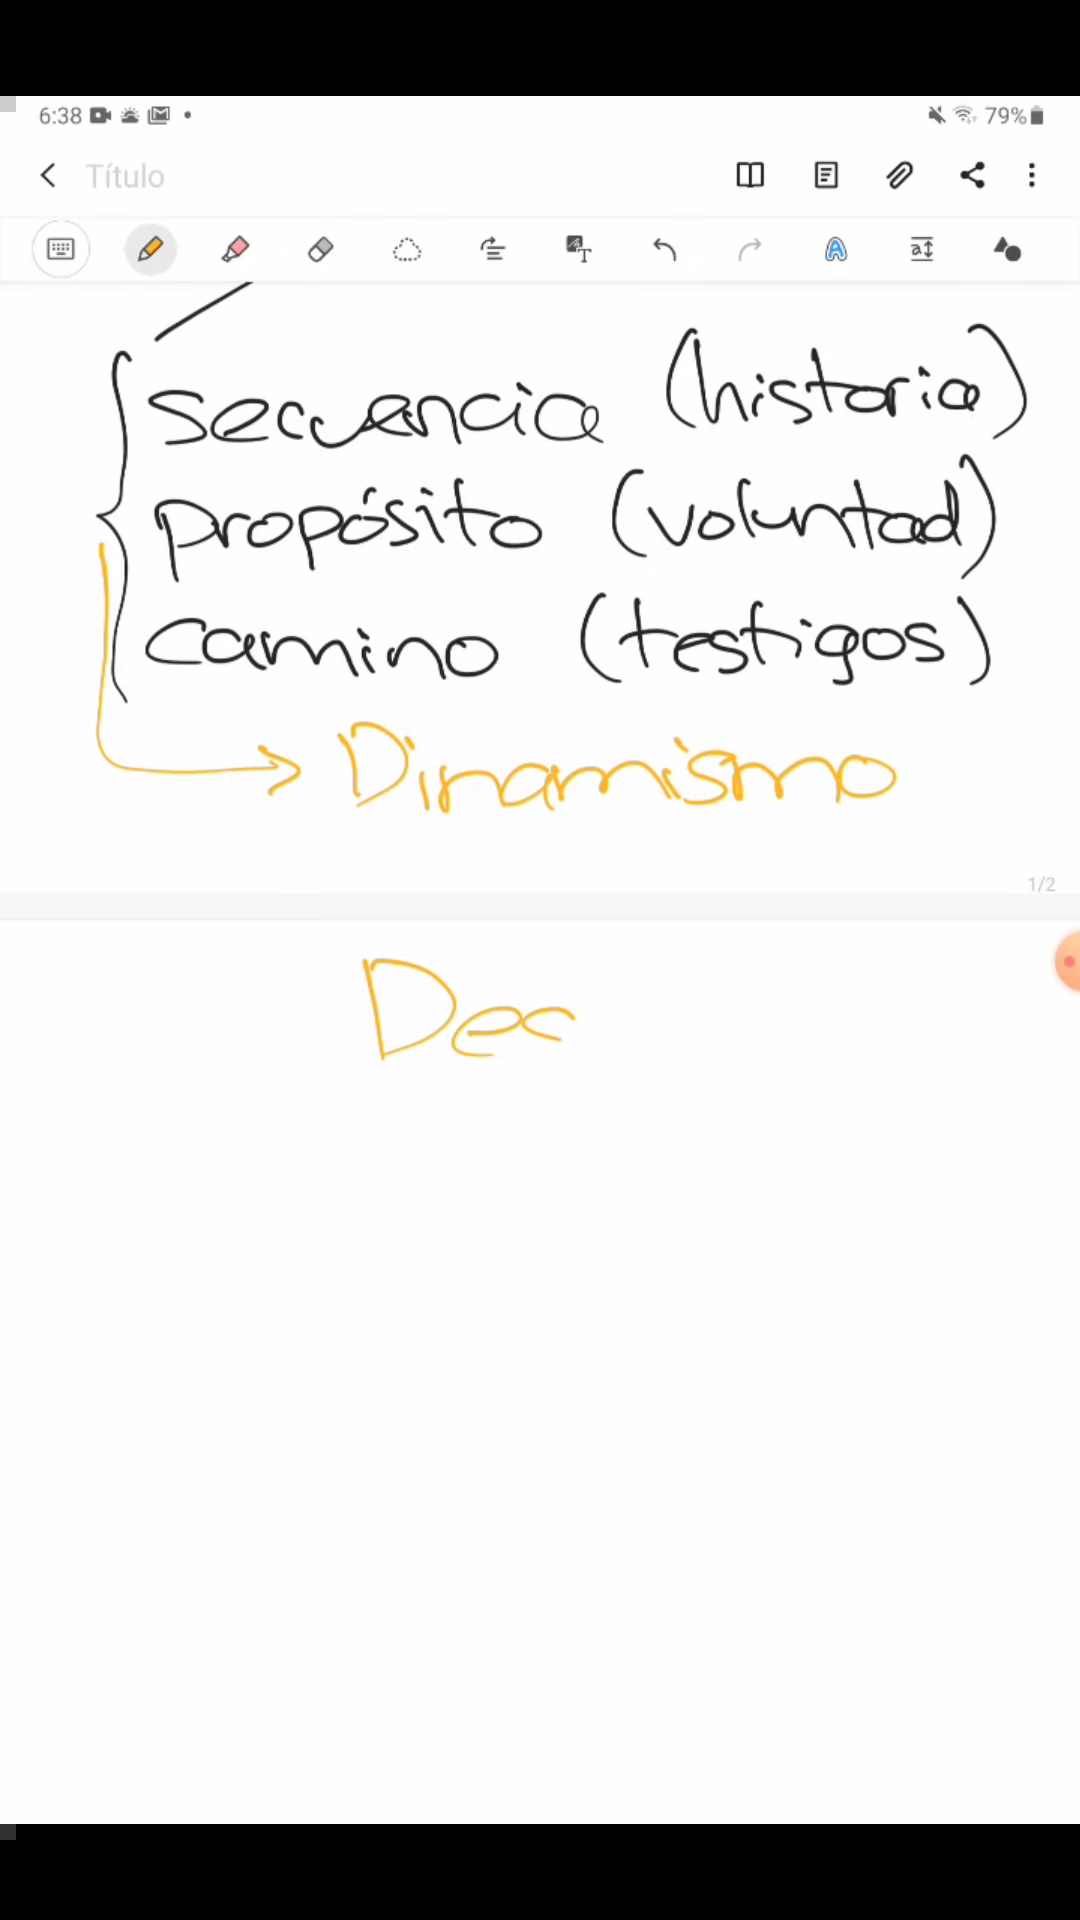 6:38 79%
Título
secuencia (historia)
propósito (voluntad)
camino (testigos)
Dinamismo
1/2
Dec